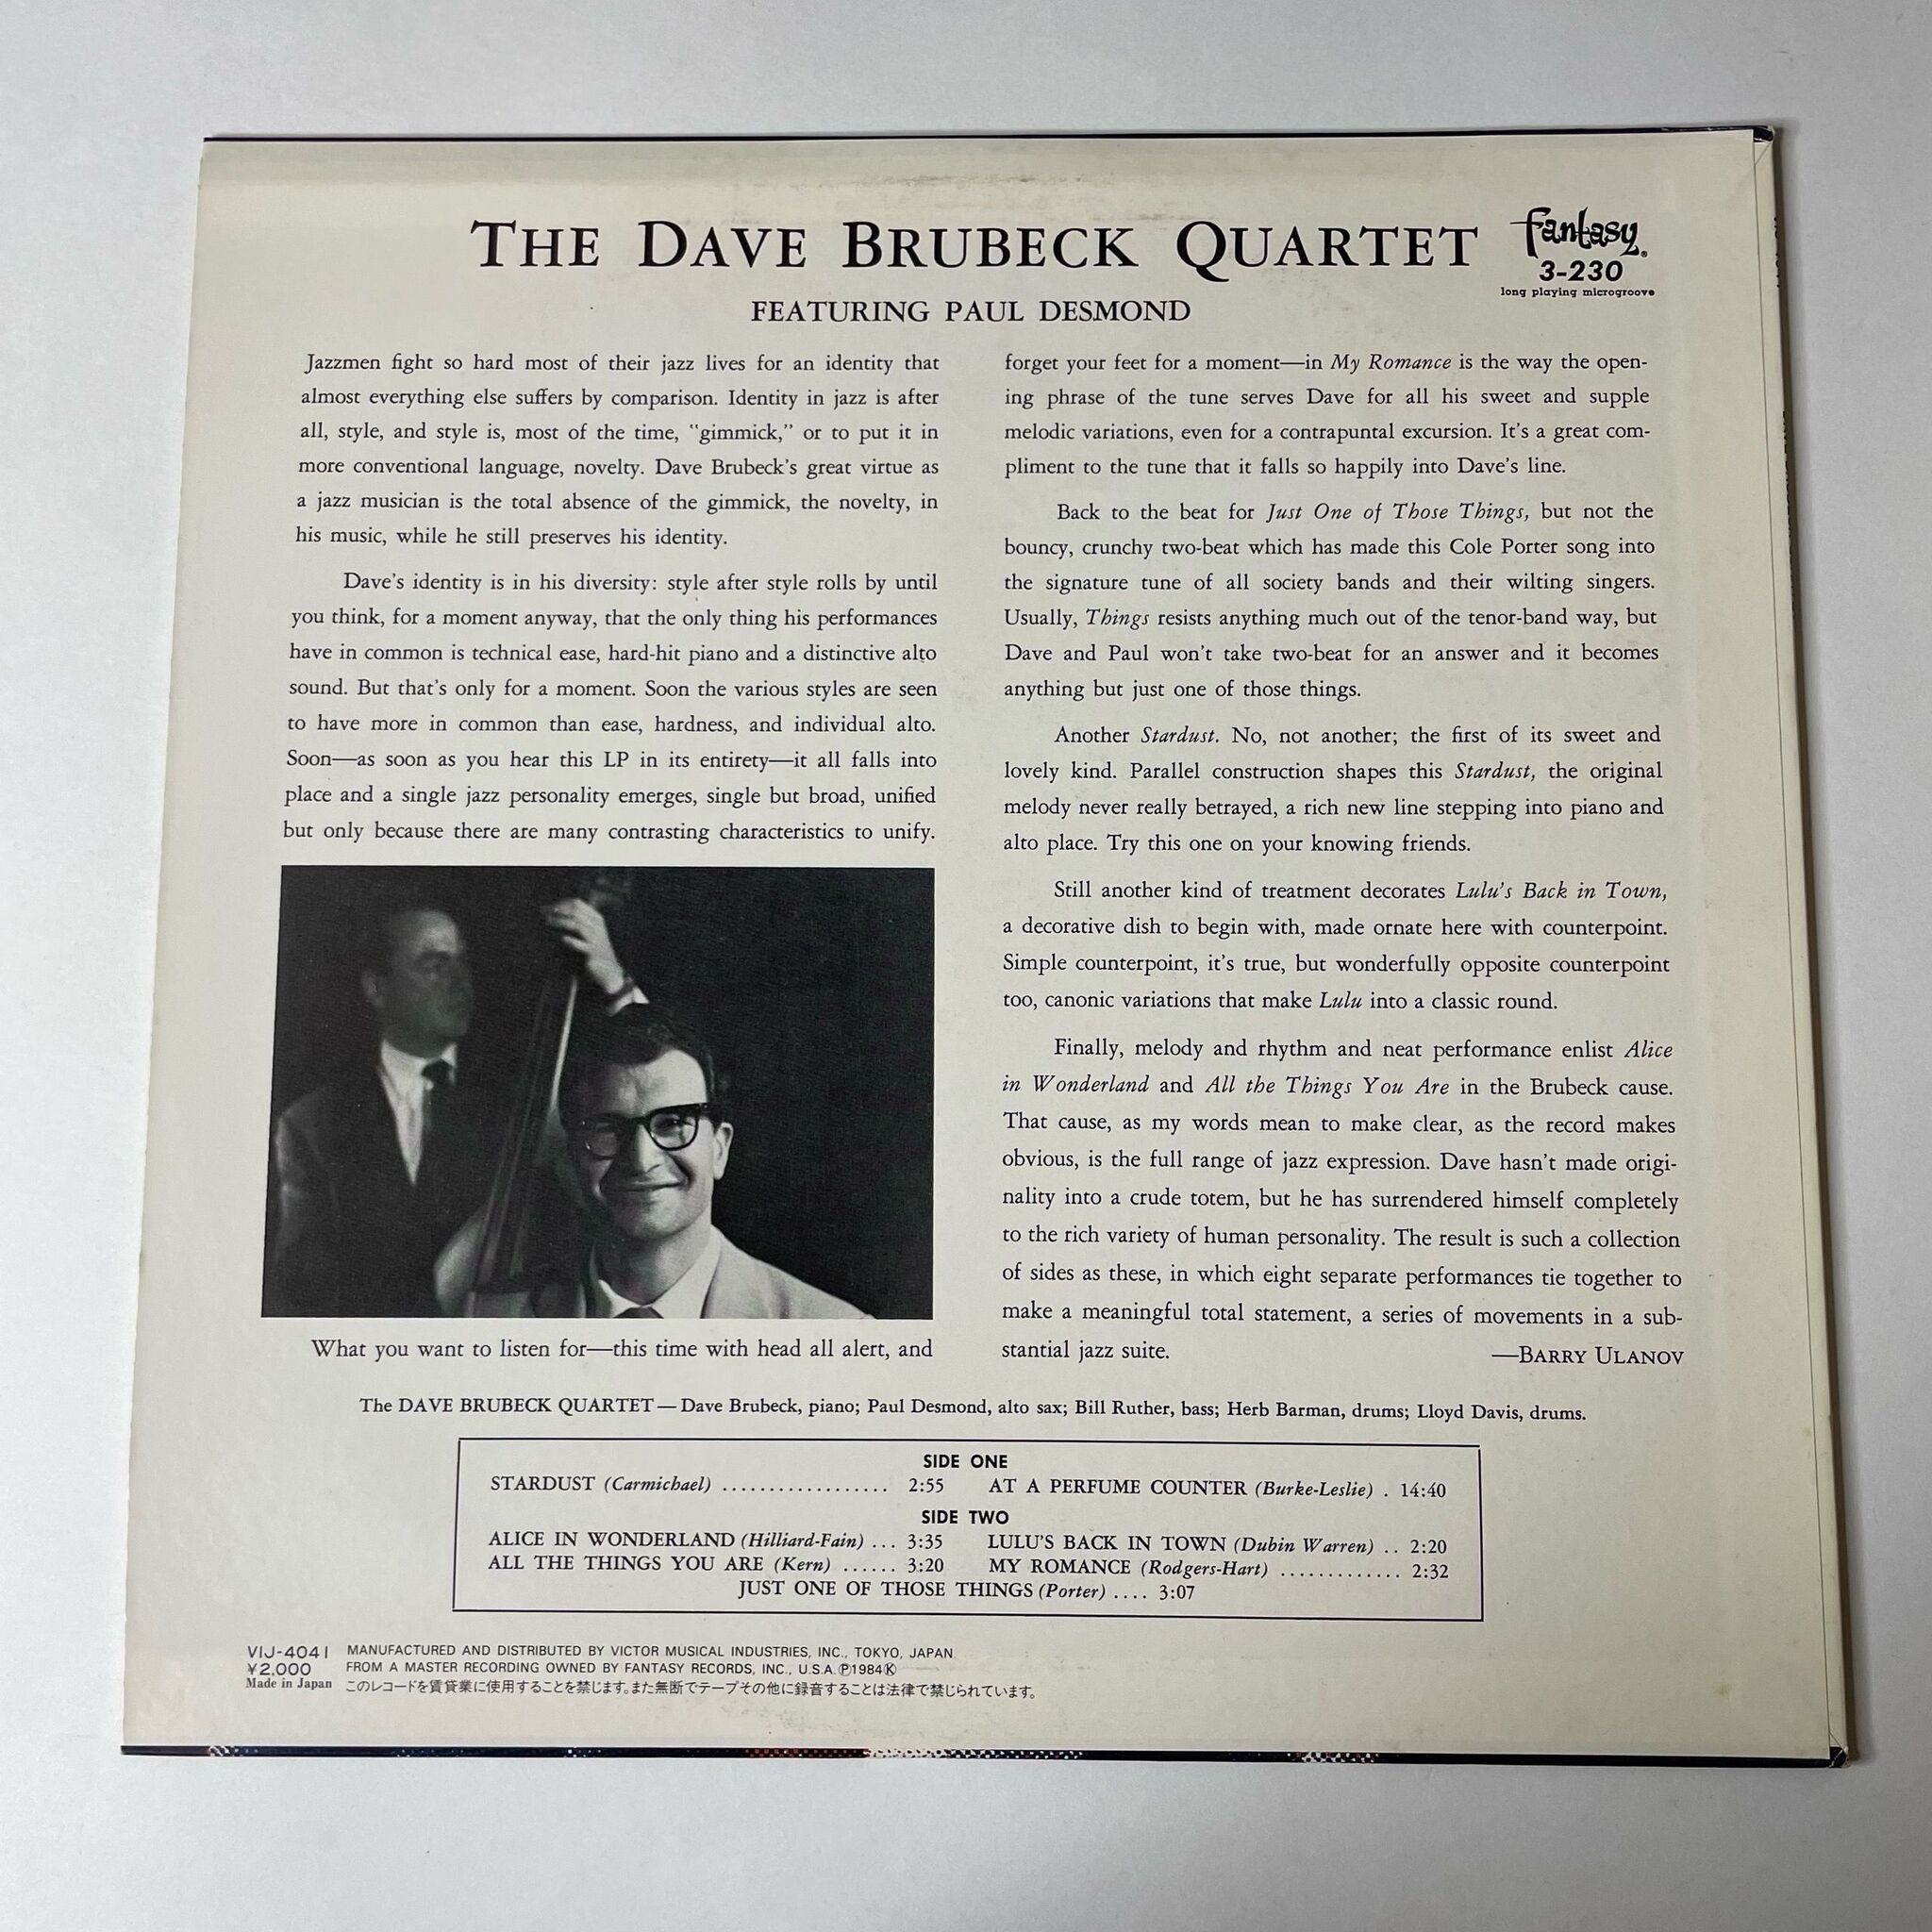 THE DAVE BRUBECK QUARTET
FEATURING PAUL DESMOND
fantasy®
3-230
long playing microgroove
Jazzmen fight so hard most of their jazz lives for an identity that
almost everything else suffers by comparison. Identity in jazz is after
all, style, and style is, most of the time, "gimmick," or to put it in
more conventional language, novelty. Dave Brubeck's great virtue as
a jazz musician is the total absence of the gimmick, the novelty, in
his music, while he still preserves his identity.
Dave's identity is in his diversity: style after style rolls by until
you think, for a moment anyway, that the only thing his performances
have in common is technical ease, hard-hit piano and a distinctive alto
sound. But that's only for a moment. Soon the various styles are seen
to have more in common than ease, hardness, and individual alto.
Soon—as soon as you hear this LP in its entirety—it all falls into
place and a single jazz personality emerges, single but broad, unified
but only because there are many contrasting characteristics to unify.
What you want to listen for—this time with head all alert, and
forget your feet for a moment—in My Romance is the way the open-
ing phrase of the tune serves Dave for all his sweet and supple
melodic variations, even for a contrapuntal excursion. It's a great com-
pliment to the tune that it falls so happily into Dave's line.
Back to the beat for Just One of Those Things, but not the
bouncy, crunchy two-beat which has made this Cole Porter song into
the signature tune of all society bands and their wilting singers.
Usually, Things resists anything much out of the tenor-band way, but
Dave and Paul won't take two-beat for an answer and it becomes
anything but just one of those things.
Another Stardust. No, not another; the first of its sweet and
lovely kind. Parallel construction shapes this Stardust, the original
melody never really betrayed, a rich new line stepping into piano and
alto place. Try this one on your knowing friends.
Still another kind of treatment decorates Lulu's Back in Town,
a decorative dish to begin with, made ornate here with counterpoint.
Simple counterpoint, it's true, but wonderfully opposite counterpoint
too, canonic variations that make Lulu into a classic round.
Finally, melody and rhythm and neat performance enlist Alice
in Wonderland and All the Things You Are in the Brubeck cause.
That cause, as my words mean to make clear, as the record makes
obvious, is the full range of jazz expression. Dave hasn't made origi-
nality into a crude totem, but he has surrendered himself completely
to the rich variety of human personality. The result is such a collection
of sides as these, in which eight separate performances tie together to
make a meaningful total statement, a series of movements in a sub-
stantial jazz suite.
—BARRY ULANOV
The DAVE BRUBECK QUARTET — Dave Brubeck, piano; Paul Desmond, alto sax; Bill Ruther, bass; Herb Barman, drums; Lloyd Davis, drums.
SIDE ONE
STARDUST (Carmichael) ................... 2:55 AT A PERFUME COUNTER (Burke-Leslie) . 14:40
SIDE TWO
ALICE IN WONDERLAND (Hilliard-Fain) ... 3:35 LULU'S BACK IN TOWN (Dubin Warren) .. 2:20
ALL THE THINGS YOU ARE (Kern) ...... 3:20 MY ROMANCE (Rodgers-Hart) ............. 2:32
JUST ONE OF THOSE THINGS (Porter) .... 3:07
VIJ-4041 MANUFACTURED AND DISTRIBUTED BY VICTOR MUSICAL INDUSTRIES, INC., TOKYO, JAPAN.
¥2,000 FROM A MASTER RECORDING OWNED BY FANTASY RECORDS, INC., U.S.A. Ⓟ1984Ⓚ
Made in Japan このレコードを賃貸業に使用することを禁じます。また無断でテープその他に録音することは法律で禁じられています。